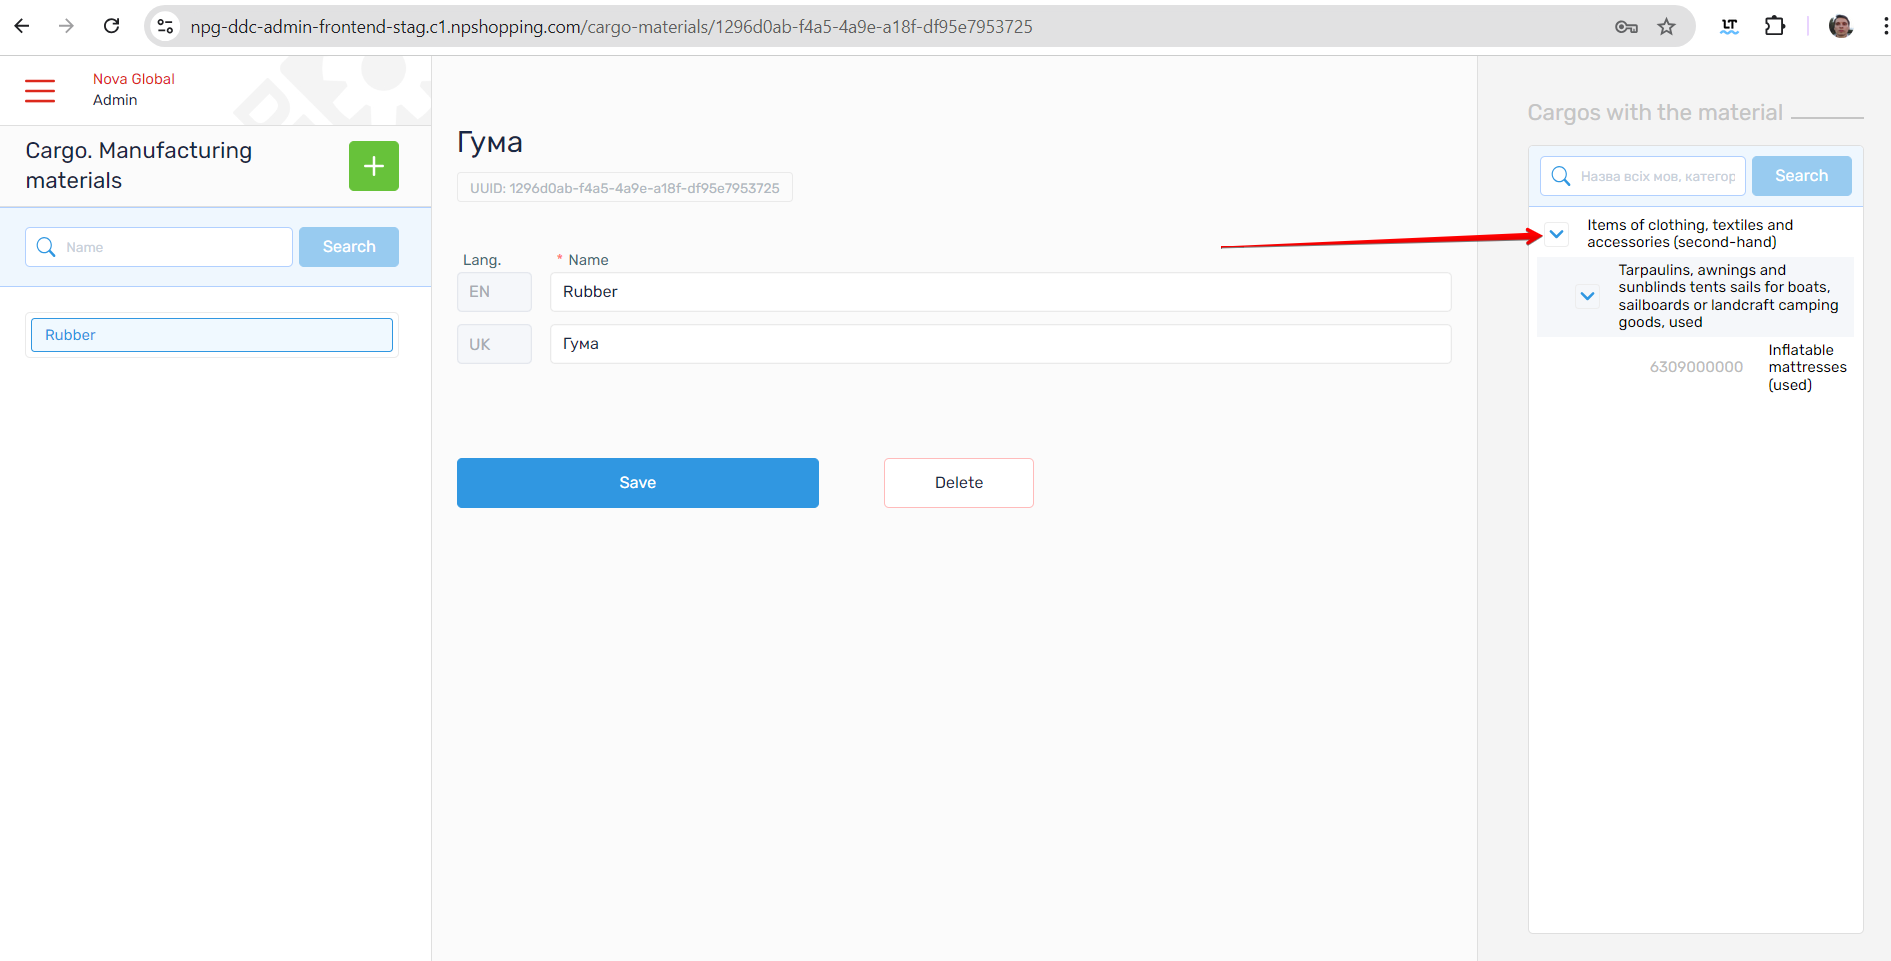 npg-ddc-admin-frontend-stag.c1.npshopping.com/cargo-materials/1296d0ab-f4a5-4a9e-a18f-df95e7953725
LT
Nova Global
Admin
Cargo. Manufacturing
materials
Name
Search
Rubber
Гума
UUID: 1296d0ab-f4a5-4a9e-a18f-df95e7953725
Lang.
* Name
EN
Rubber
UK
Гума
Save
Delete
Cargos with the material
Назва всіх мов, категор
Search
Items of clothing, textiles and
accessories (second-hand)
Tarpaulins, awnings and
sunblinds tents sails for boats,
sailboards or landcraft camping
goods, used
6309000000
Inflatable
mattresses
(used)